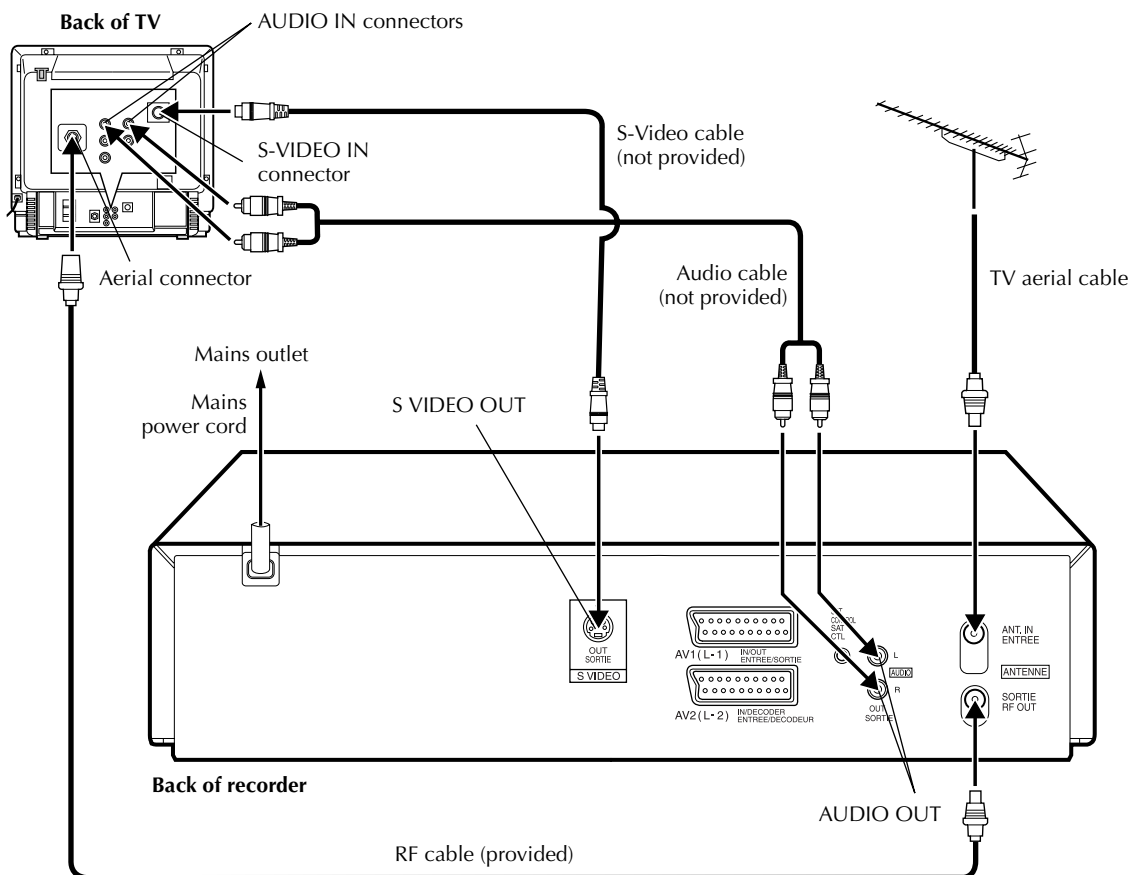 Back of TV
AUDIO IN connectors
S-VIDEO IN
connector
S-Video cable
(not provided)
Aerial connector
Audio cable
(not provided)
TV aerial cable
Mains outlet
Mains
power cord
S VIDEO OUT
OUT
SORTIE
S VIDEO
AV1 (L-1)
IN/OUT
ENTREE/SORTIE
AV2 (L-2)
IN/DECODER
ENTREE/DECODEUR
SAT
CTL
L
AUDIO
R
OUT
SORTIE
ANT. IN
ENTREE
ANTENNE
SORTIE
RF OUT
Back of recorder
AUDIO OUT
RF cable (provided)